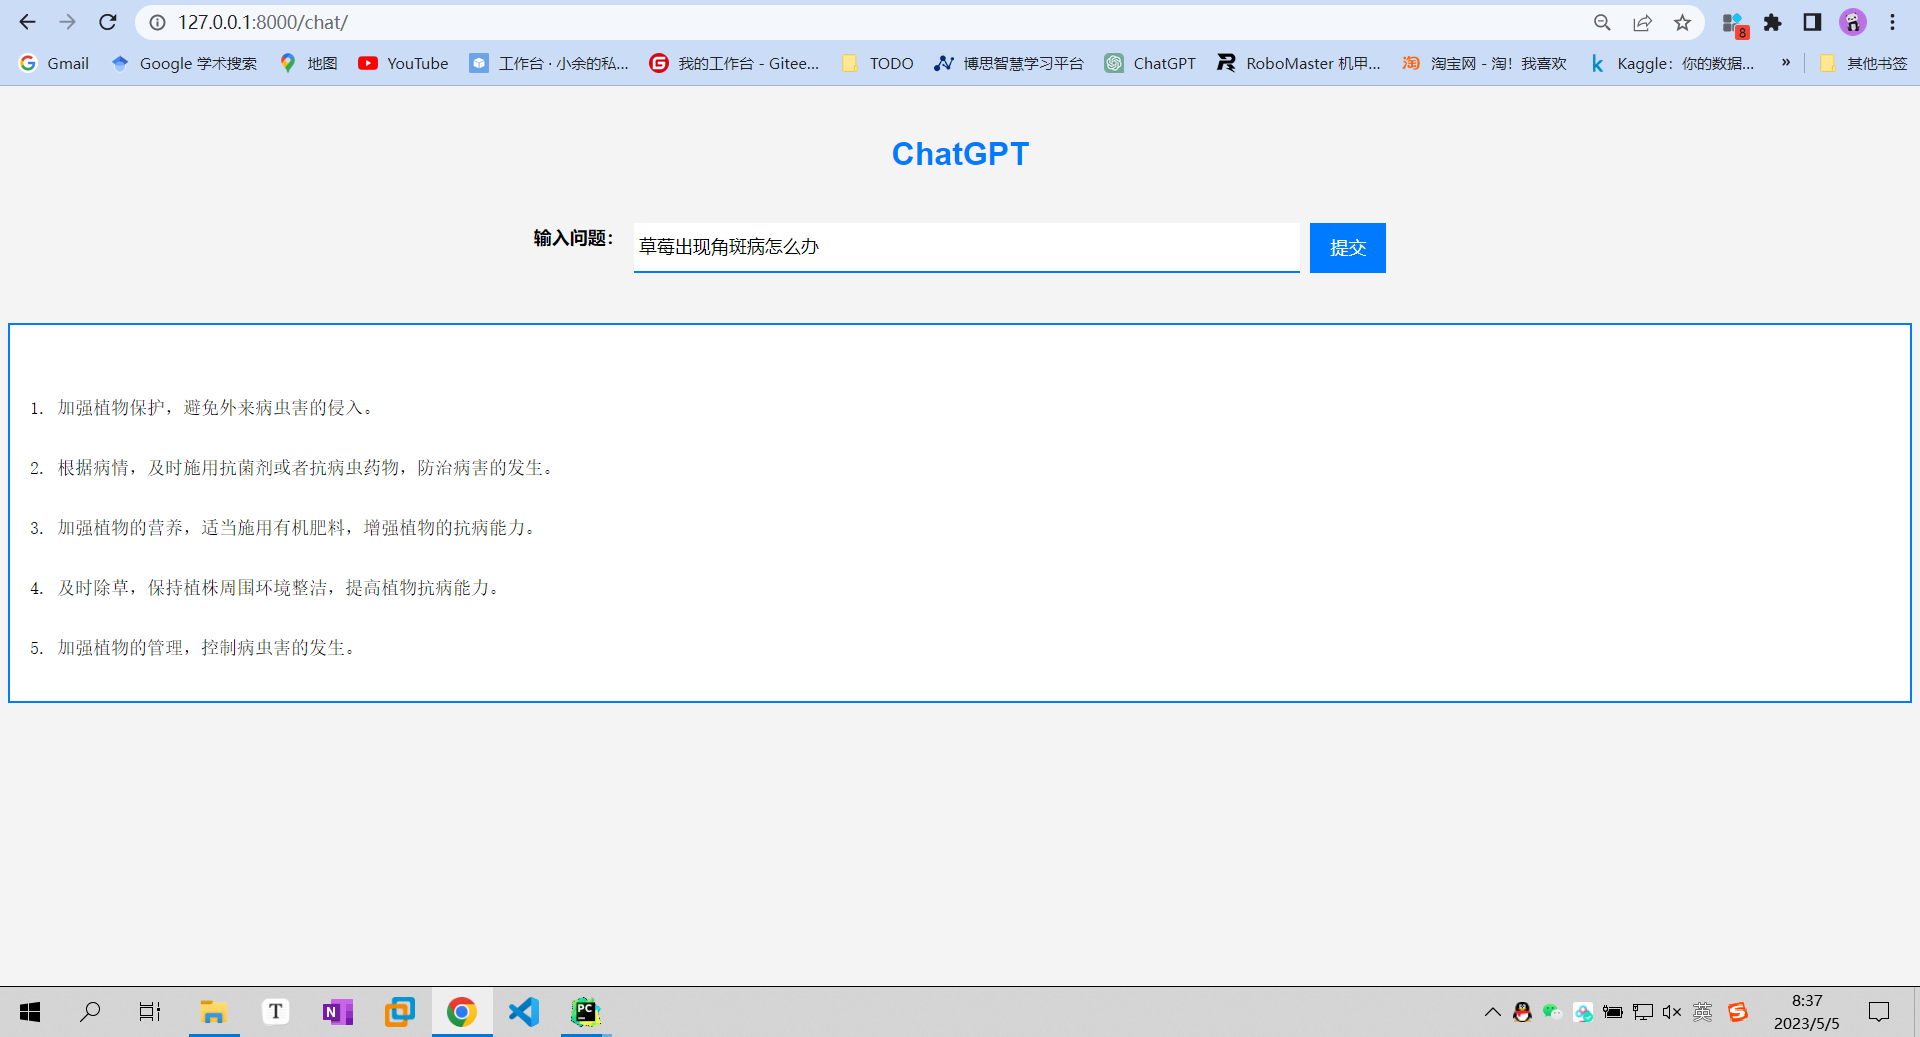 127.0.0.1:8000/chat/
8
Gmail
Google 学术搜索
地图
YouTube
工作台 · 小余的私...
我的工作台 - Gitee...
TODO
博思智慧学习平台
ChatGPT
RoboMaster 机甲...
淘 淘宝网 - 淘！我喜欢
k Kaggle：你的数据...
»
其他书签
ChatGPT
输入问题：
草莓出现角斑病怎么办
提交
1. 加强植物保护，避免外来病虫害的侵入。
2. 根据病情，及时施用抗菌剂或者抗病虫药物，防治病害的发生。
3. 加强植物的营养，适当施用有机肥料，增强植物的抗病能力。
4. 及时除草，保持植株周围环境整洁，提高植物抗病能力。
5. 加强植物的管理，控制病虫害的发生。
T
N
PC
英
8:37
2023/5/5